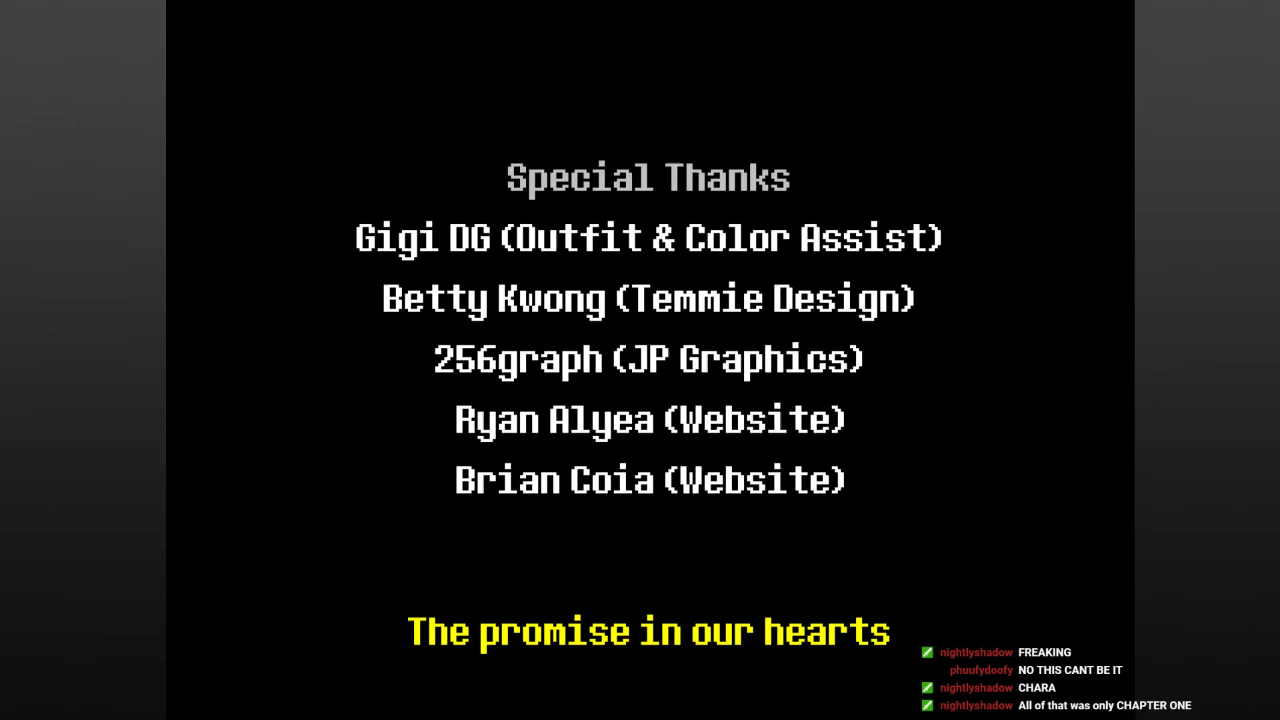 Special Thanks
Gigi DG (Outfit & Color Assist)
Betty Kwong (Temmie Design)
256graph (JP Graphics)
Ryan Alyea (Website)
Brian Coia (Website)
The promise in our hearts
nightlyshadow FREAKING
phuufydoofy NO THIS CANT BE IT
nightlyshadow CHARA
nightlyshadow All of that was only CHAPTER ONE